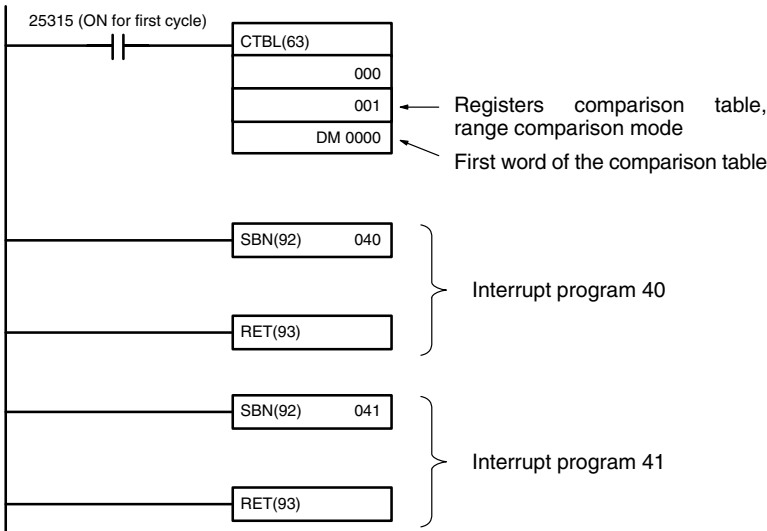 25315 (ON for first cycle)
CTBL(63)
000
001
DM 0000
Registers comparison table,
range comparison mode
First word of the comparison table
SBN(92) 040
Interrupt program 40
RET(93)
SBN(92) 041
Interrupt program 41
RET(93)